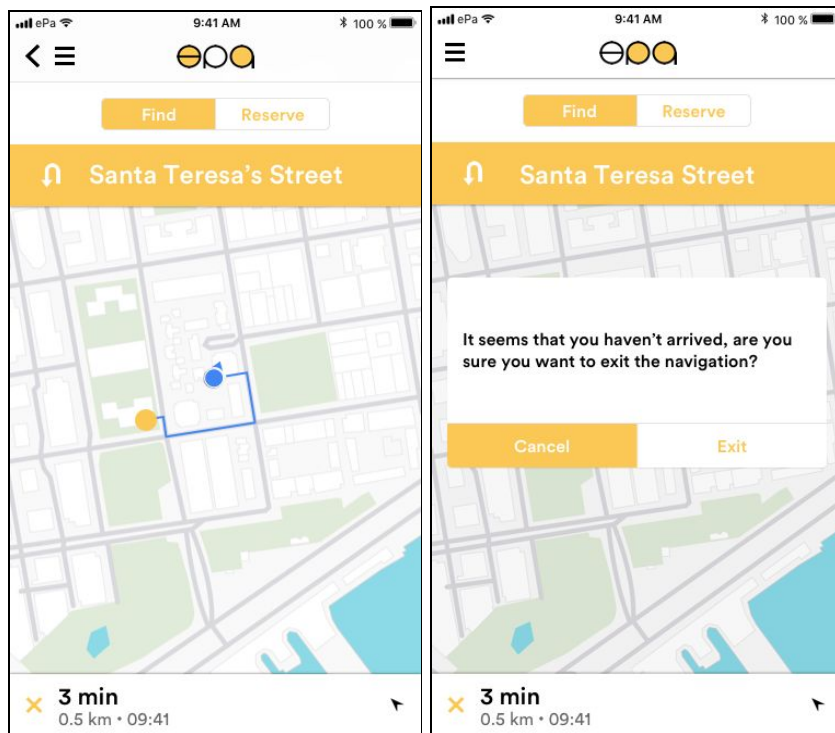 ePa 9:41 AM 100 %
epa
Find Reserve
Santa Teresa's Street
3 min
0.5 km • 09:41
ePa 9:41 AM 100 %
epa
Find Reserve
Santa Teresa Street
It seems that you haven't arrived, are you
sure you want to exit the navigation?
Cancel Exit
3 min
0.5 km • 09:41